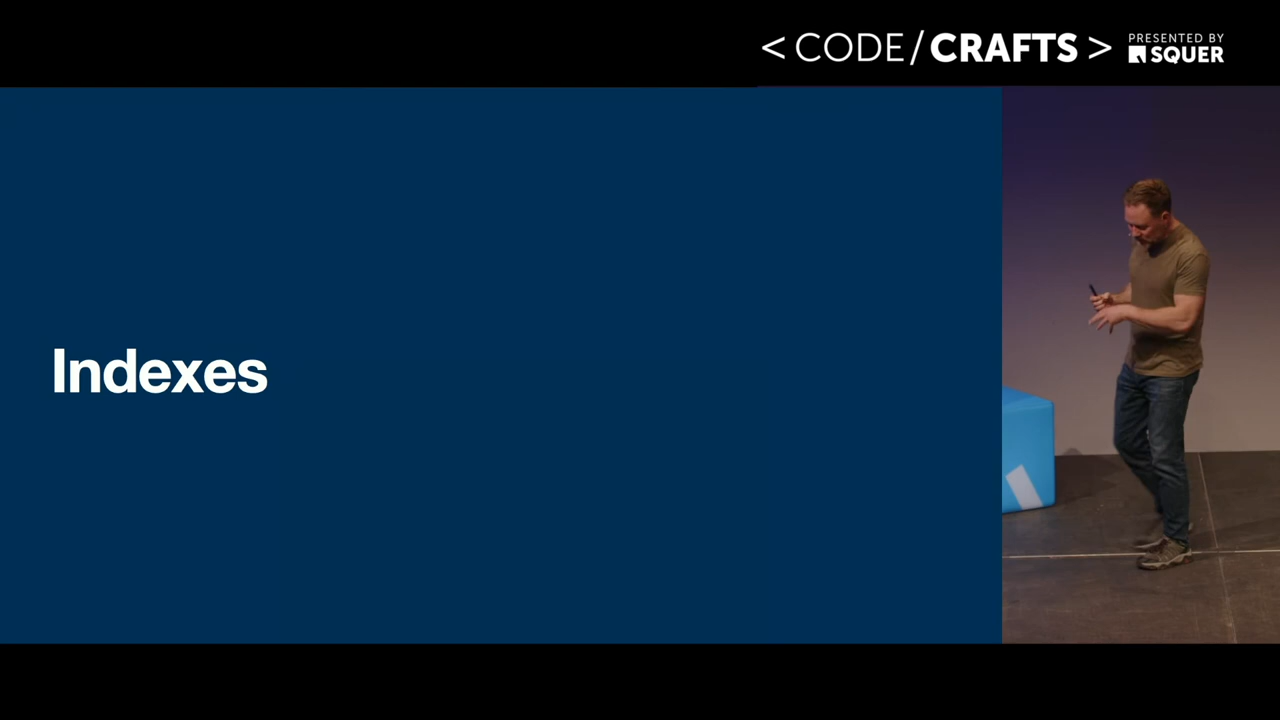 < CODE/CRAFTS >
PRESENTED BY
SQUER
Indexes